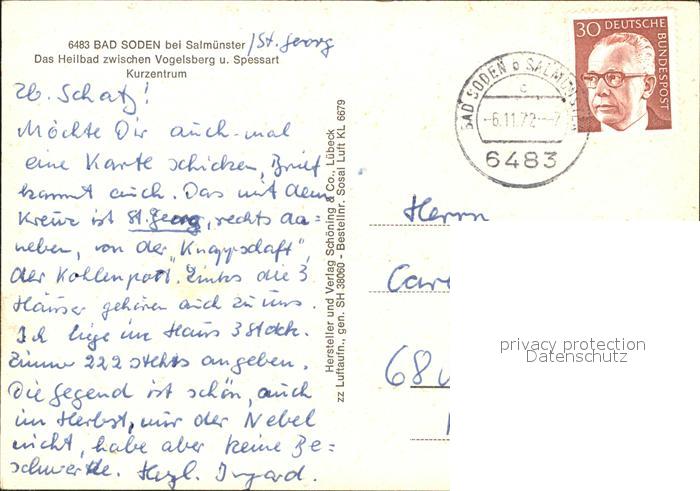 6483 BAD SODEN bei Salmünster / St. Georg
Das Heilbad zwischen Vogelsberg u. Spessart
Kurzentrum
Lb. Schatz!
Möchte Dir auch mal
eine Karte schicken, Brief
kommt auch. Das mit dem
Kreuz ist St. Georg, rechts da=
neben, von der "Knappschaft",
der Kohlenpott. Links die 3
Häuser gehören auch zu uns.
Ich liege im Haus 3 Stock.
Zimmer 222 stehts angeben.
Die Gegend ist schön, auch
im Herbst, nur der Nebel
nicht, habe aber keine Be=
schwerde. Herzl. Irgard.
Hersteller und Verlag Schöning & Co., Lübeck
zz Luftaufn., gen. SH 38060 - Bestellnr. Sosal Luft KL 6679
30 DEUTSCHE
BUNDESPOST
BAD SODEN b SALMÜNSTER
c
-6.11.72--7
6483
Herrn
Car
68
privacy protection
Datenschutz